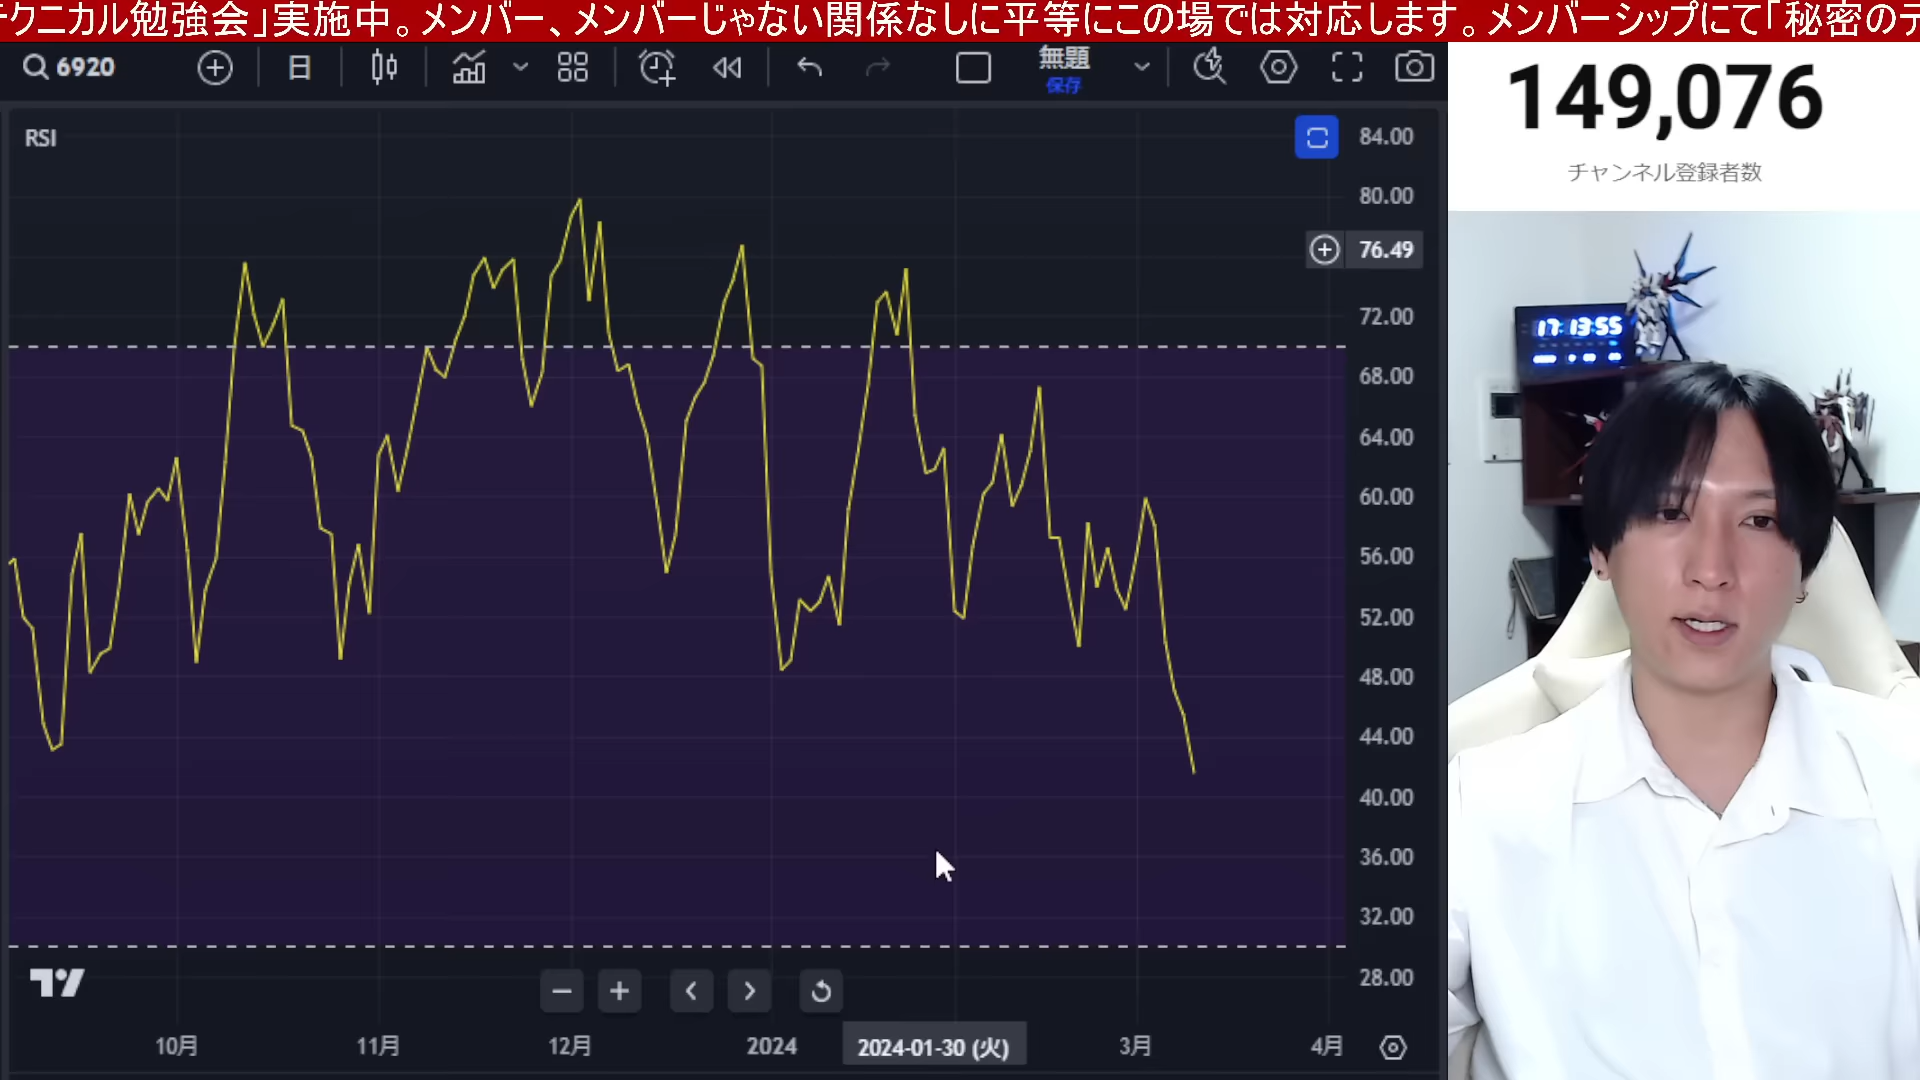 テクニカル勉強会」実施中。メンバー、メンバーじゃない関係なしに平等にこの場では対応します。メンバーシップにて「秘密のテ
6920
日
無題
保存
149,076
チャンネル登録者数
RSI
84.00
80.00
76.49
72.00
68.00
64.00
60.00
56.00
52.00
48.00
44.00
40.00
36.00
32.00
28.00
17:13:55
10月
11月
12月
2024
2024-01-30 (火)
3月
4月